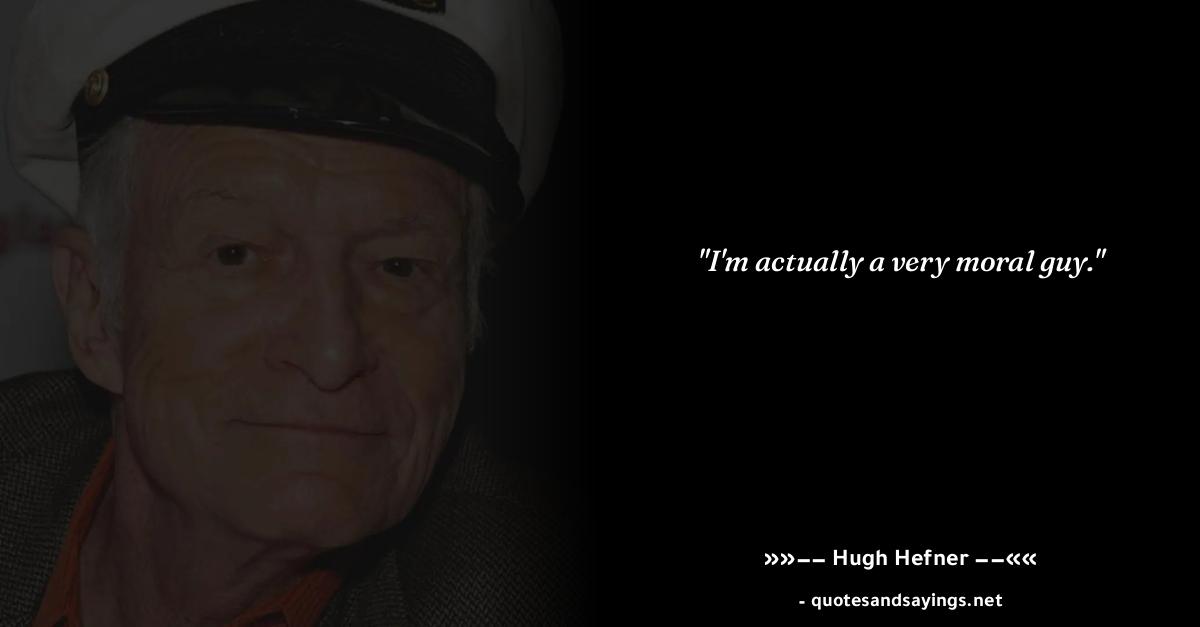 "I'm actually a very moral guy."
»»−− Hugh Hefner −−««
- quotesandsayings.net